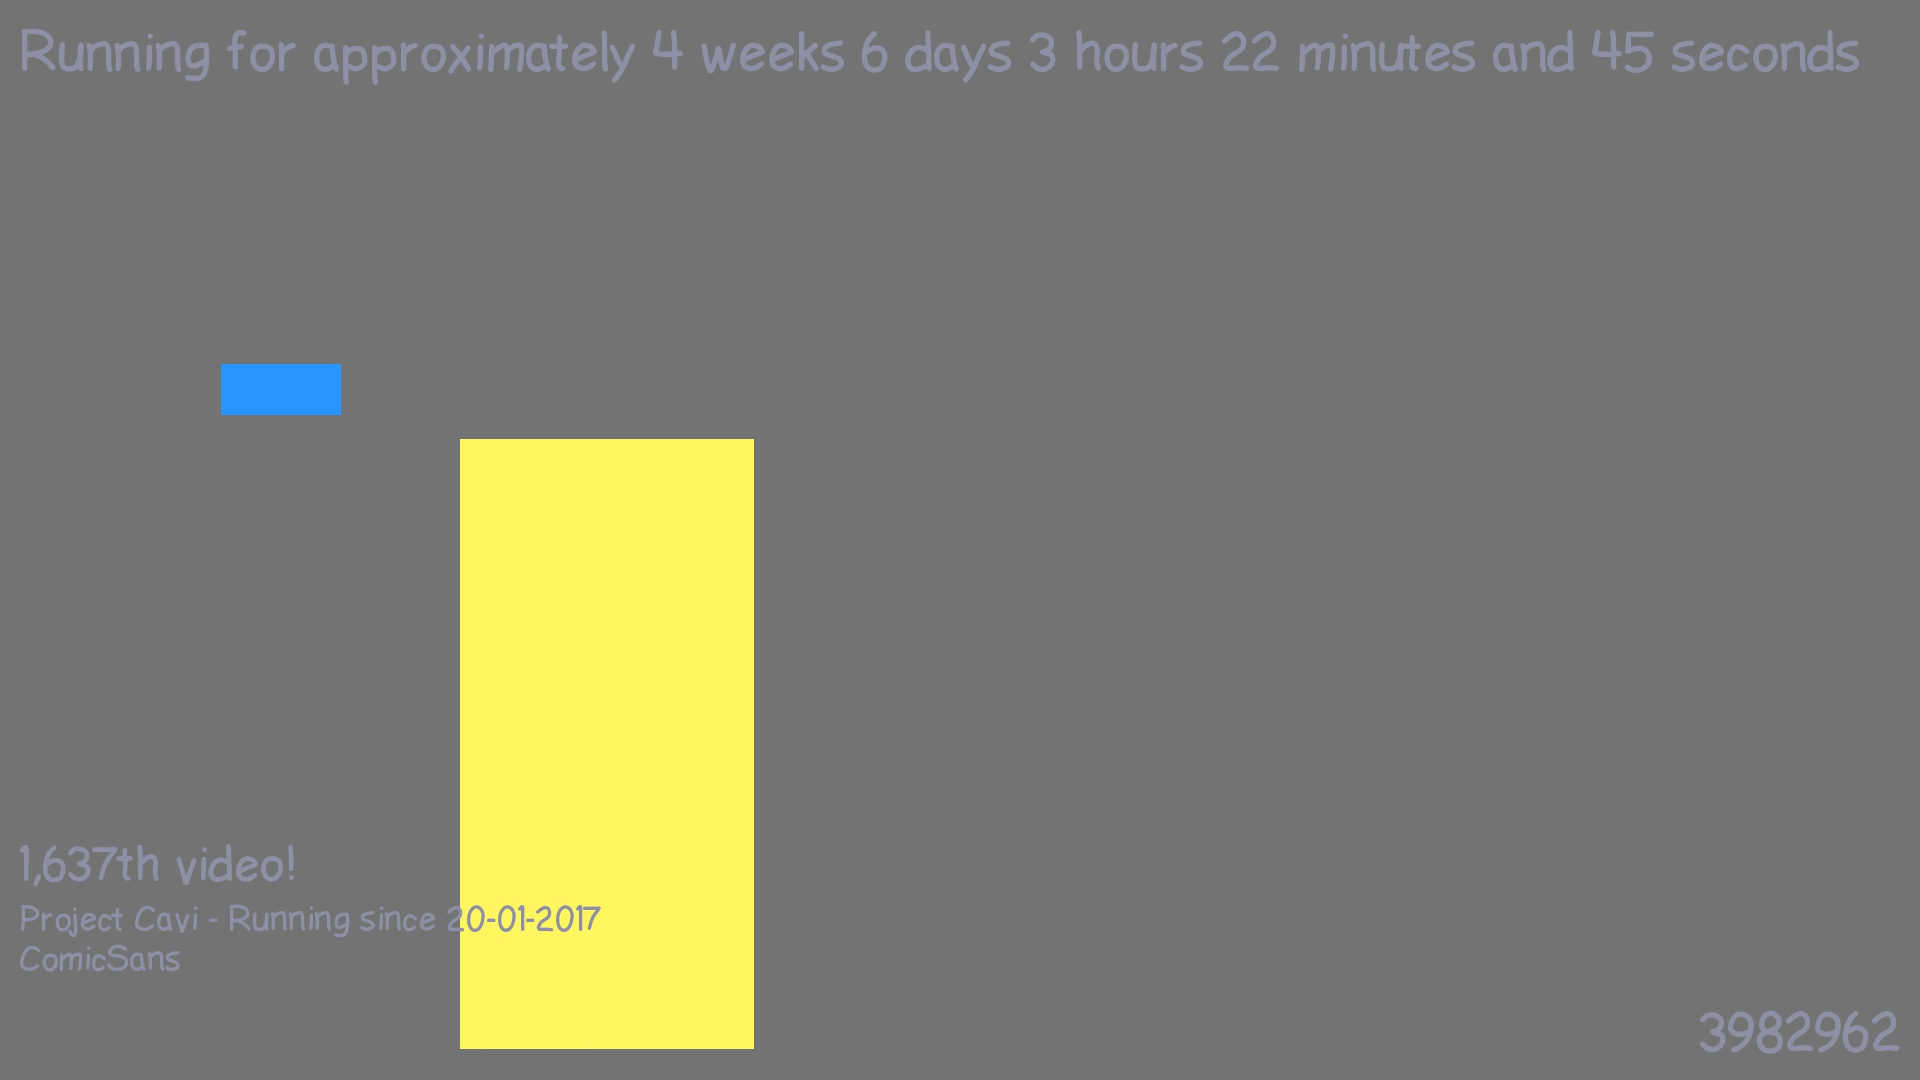 Running for approximately 4 weeks 6 days 3 hours 22 minutes and 45 seconds
1,637th video!
Project Cavi - Running since 20-01-2017
ComicSans
3982962